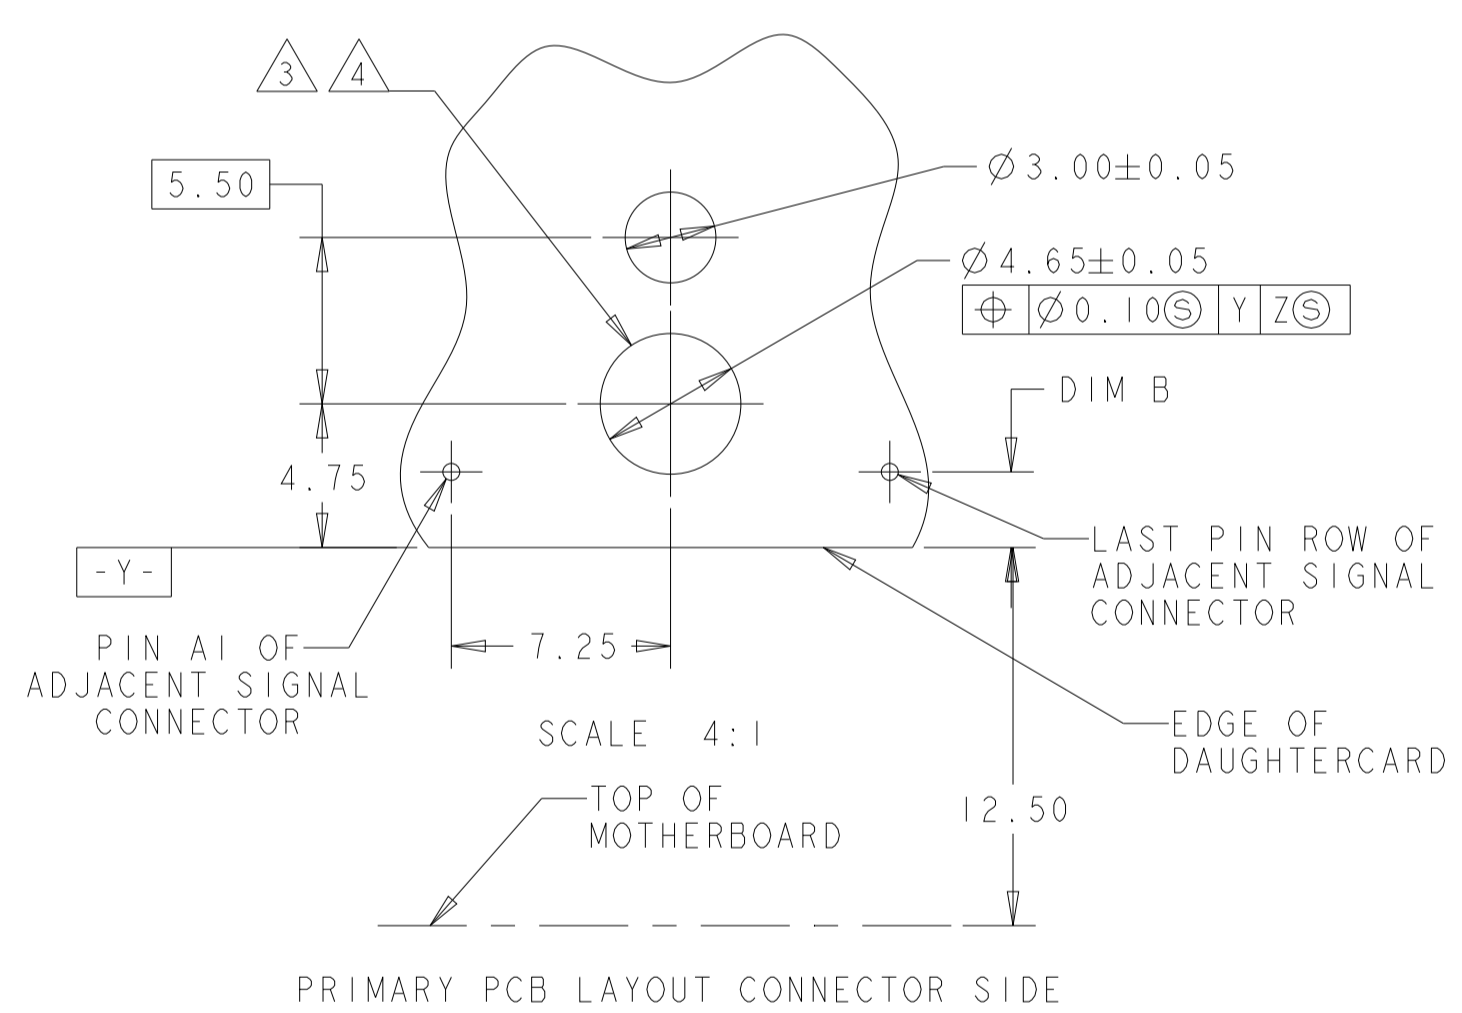 3 4
5.50
Ø3.00±0.05
Ø4.65±0.05
⌖ Ø0.10Ⓢ Y ZⓈ
DIM B
4.75
-Y-
LAST PIN ROW OF
ADJACENT SIGNAL
CONNECTOR
PIN A1 OF
ADJACENT SIGNAL
CONNECTOR
7.25
EDGE OF
DAUGHTERCARD
SCALE 4:1
TOP OF
MOTHERBOARD
12.50
PRIMARY PCB LAYOUT CONNECTOR SIDE